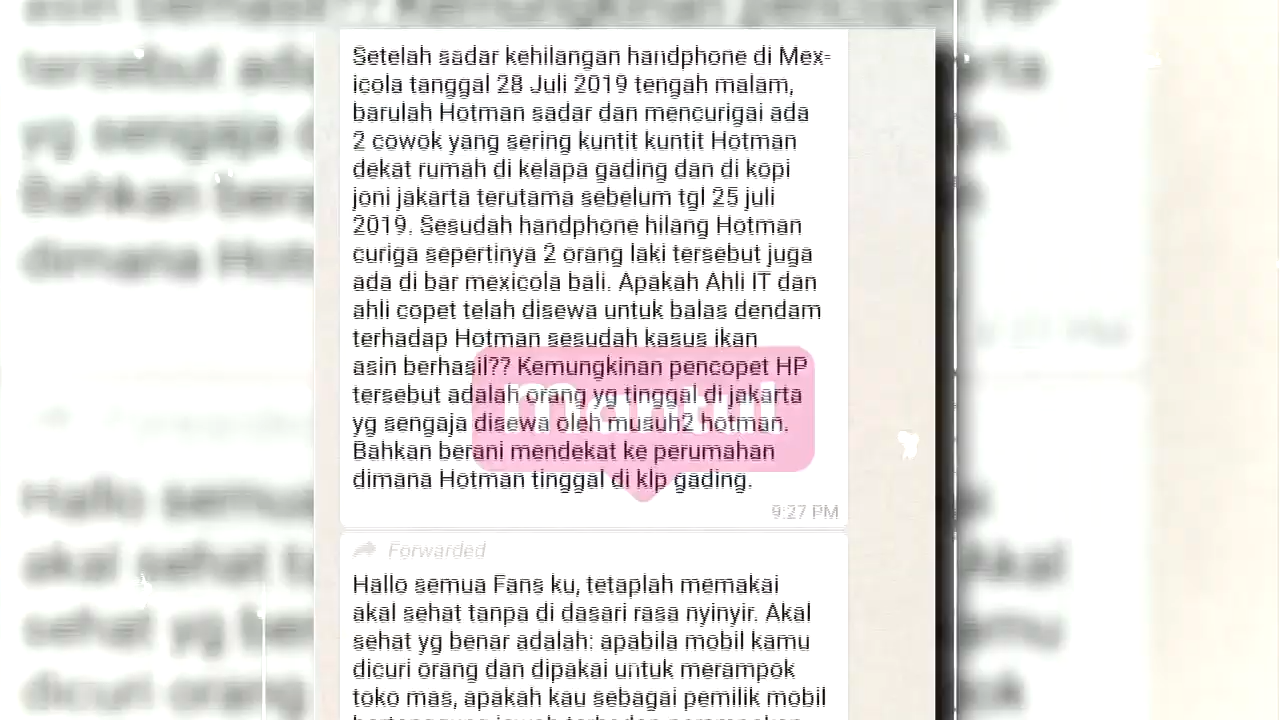 Setelah sadar kehilangan handphone di Mex-
icola tanggal 28 Juli 2019 tengah malam,
barulah Hotman sadar dan mencurigai ada
2 cowok yang sering kuntit kuntit Hotman
dekat rumah di kelapa gading dan di kopi
joni jakarta terutama sebelum tgl 25 juli
2019. Sesudah handphone hilang Hotman
curiga sepertinya 2 orang laki tersebut juga
ada di bar mexicola bali. Apakah Ahli IT dan
ahli copet telah disewa untuk balas dendam
terhadap Hotman sesudah kasus ikan
asin berhasil?? Kemungkinan pencopet HP
tersebut adalah orang yg tinggal di jakarta
yg sengaja disewa oleh musuh2 hotman.
Bahkan berani mendekat ke perumahan
dimana Hotman tinggal di klp gading.
9:27 PM
Forwarded
Hallo semua Fans ku, tetaplah memakai
akal sehat tanpa di dasari rasa nyinyir. Akal
sehat yg benar adalah: apabila mobil kamu
dicuri orang dan dipakai untuk merampok
toko mas, apakah kau sebagai pemilik mobil